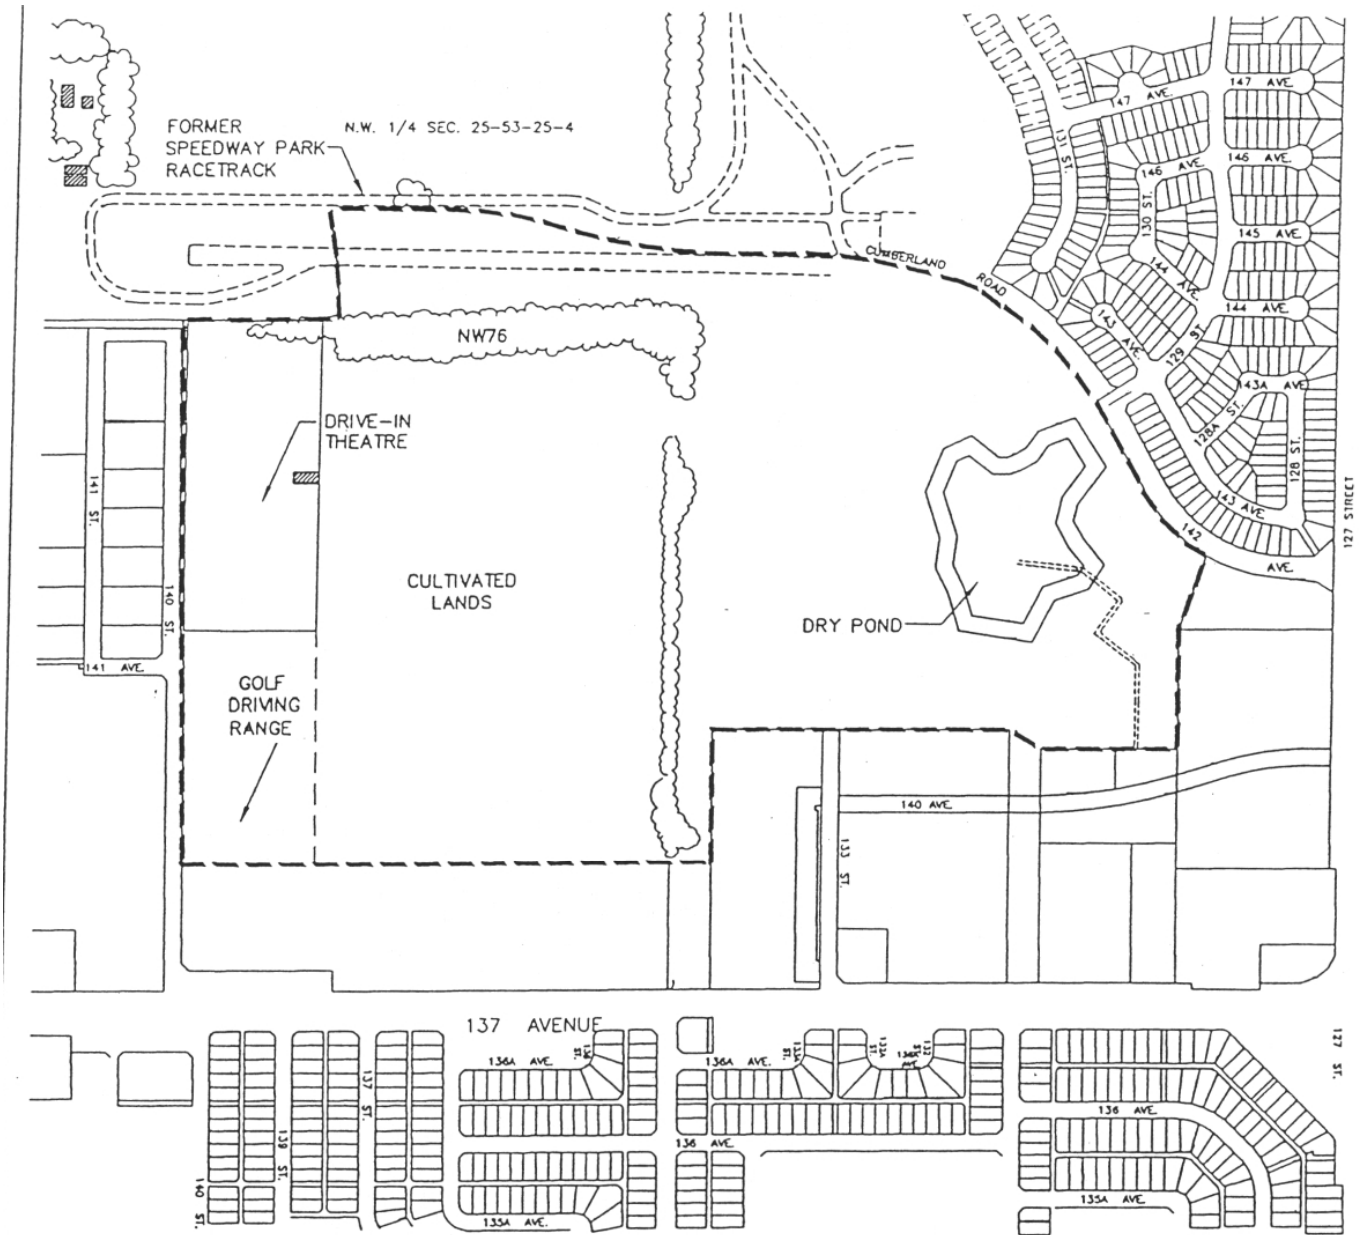 FORMER
SPEEDWAY PARK
RACETRACK
N.W. 1/4 SEC. 25-53-25-4
147 AVE.
47 AVE.
131 ST.
146 AVE.
146
130 ST.
145 AVE.
144 AVE.
144 AVE.
CUMBERLAND
ROAD
143 AVE.
129 ST.
143A AVE.
128A ST.
128 ST.
143 AVE.
142
AVE.
127 STREET
NW76
DRIVE-IN
THEATRE
141 ST.
140 ST.
141 AVE.
CULTIVATED
LANDS
DRY POND
GOLF
DRIVING
RANGE
140 AVE.
133 ST.
137 AVENUE
127 ST.
136A AVE.
136A AVE.
136A AVE.
132A ST.
137 ST.
139 ST.
140 ST.
136 AVE.
136 AVE.
135A AVE.
135A AVE.